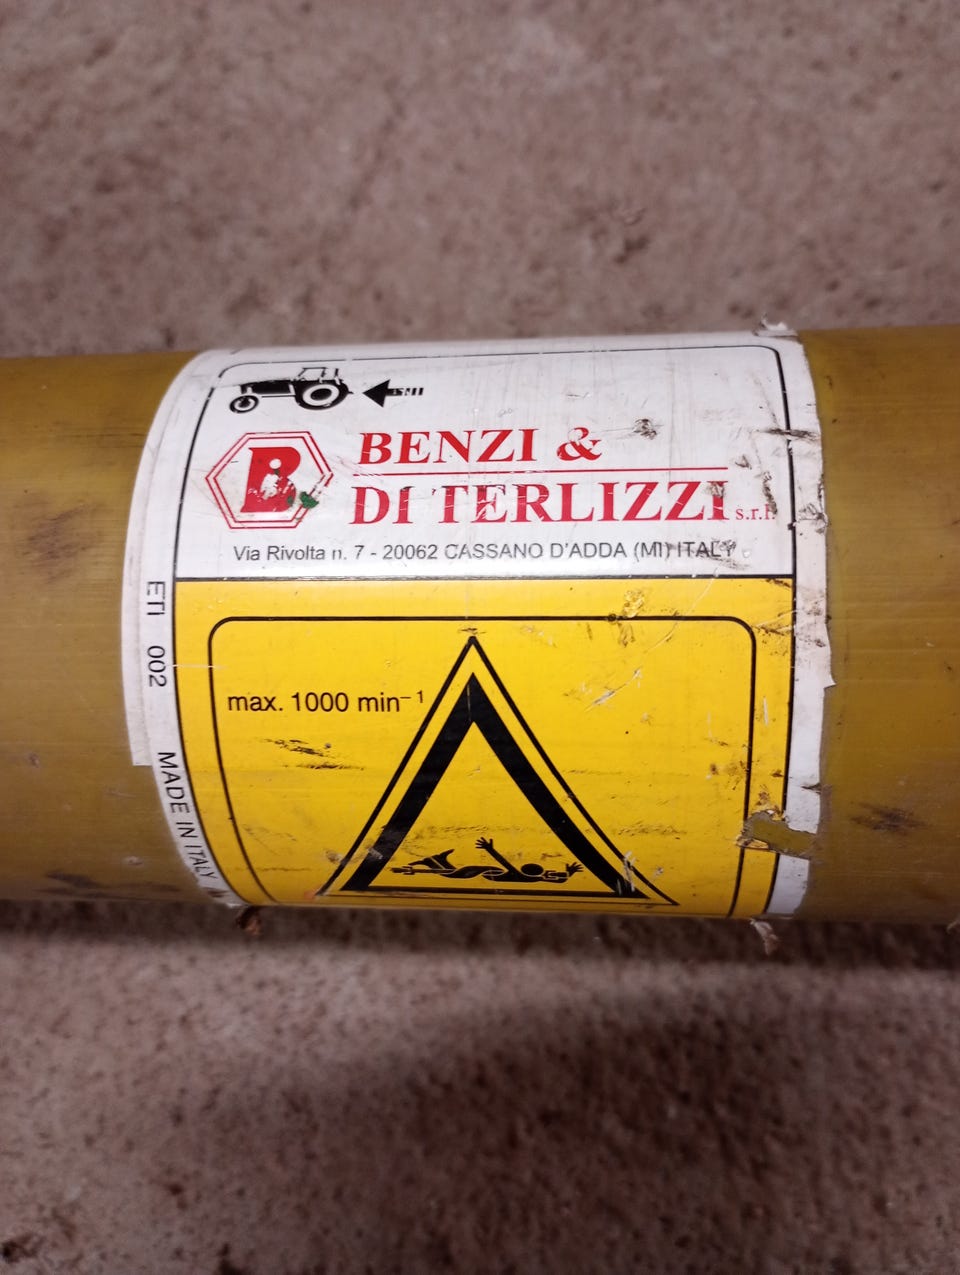 BENZI &
DI TERLIZZI s.r.l.
Via Rivolta n. 7 - 20062 CASSANO D'ADDA (MI) ITALY
max. 1000 min⁻¹
ETI 002
MADE IN ITALY